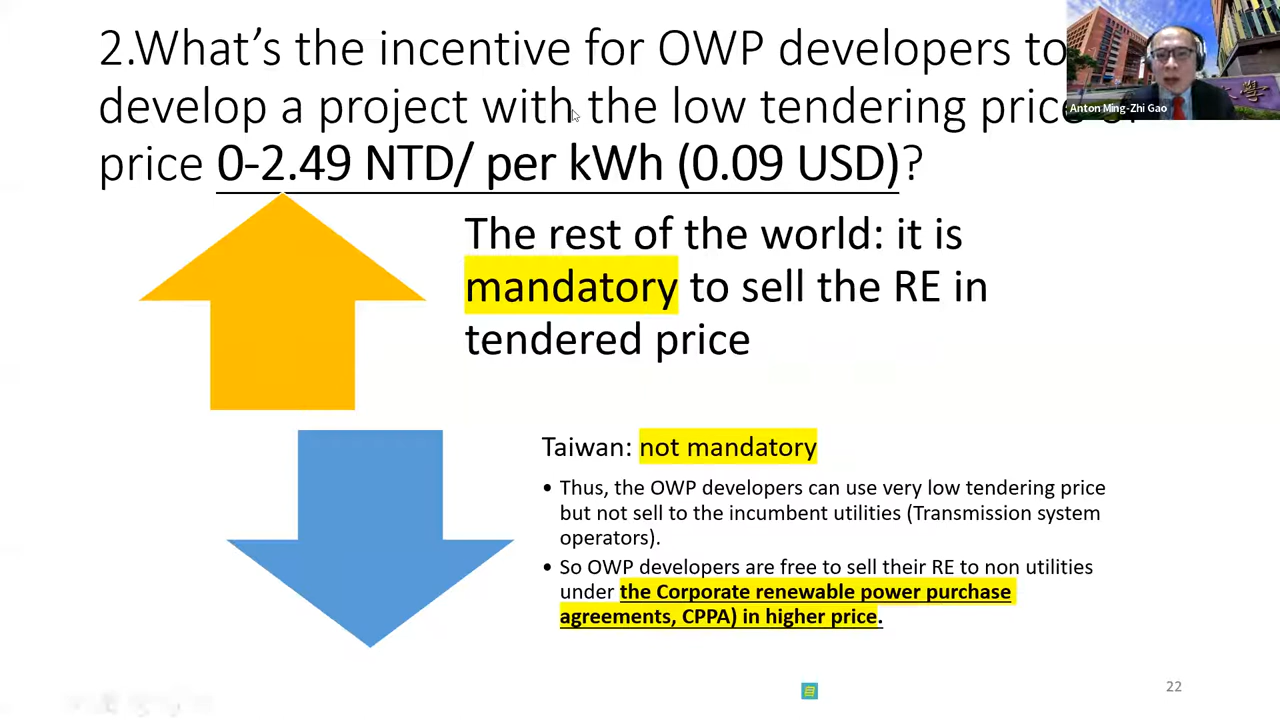 2.What's the incentive for OWP developers to
develop a project with the low tendering price
price 0-2.49 NTD/ per kWh (0.09 USD)?
Anton Ming-Zhi Gao
The rest of the world: it is
mandatory to sell the RE in
tendered price
Taiwan: not mandatory
• Thus, the OWP developers can use very low tendering price
but not sell to the incumbent utilities (Transmission system
operators).
• So OWP developers are free to sell their RE to non utilities
under the Corporate renewable power purchase
agreements, CPPA) in higher price.
22